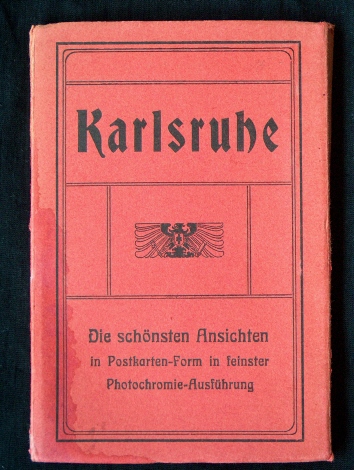 Karlsruhe
Die schönsten Ansichten
in Postkarten-Form in feinster
Photochromie-Ausführung